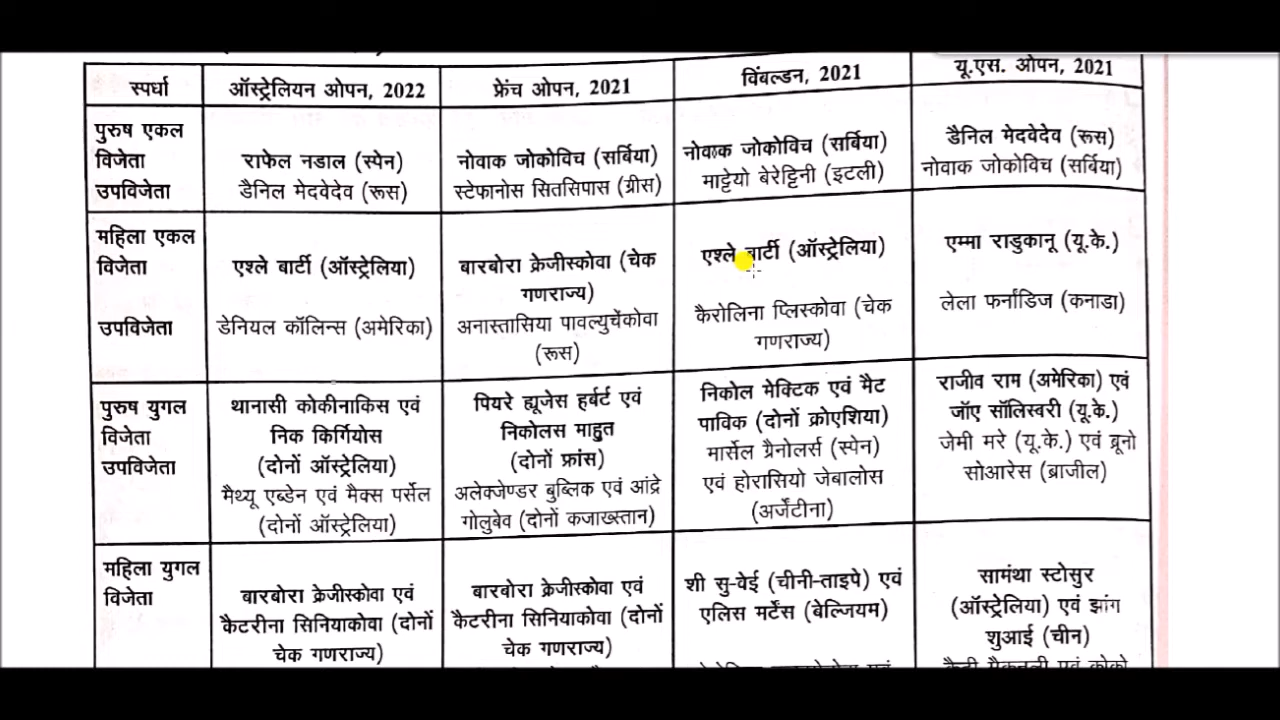 स्पर्धा
ऑस्ट्रेलियन ओपन, 2022
फ्रेंच ओपन, 2021
विंबल्डन, 2021
यू.एस. ओपन, 2021
पुरुष एकल
विजेता
उपविजेता
राफेल नडाल (स्पेन)
डैनिल मेदवेदेव (रूस)
नोवाक जोकोविच (सर्बिया)
स्टेफानोस सितसिपास (ग्रीस)
नोवाक जोकोविच (सर्बिया)
माट्टेयो बेरेट्टिनी (इटली)
डैनिल मेदवेदेव (रूस)
नोवाक जोकोविच (सर्बिया)
महिला एकल
विजेता
उपविजेता
एश्ले बार्टी (ऑस्ट्रेलिया)
डेनियल कॉलिन्स (अमेरिका)
बारबोरा क्रेजीस्कोवा (चेक
गणराज्य)
अनास्तासिया पावल्युचेंकोवा
(रूस)
एश्ले बार्टी (ऑस्ट्रेलिया)
कैरोलिना प्लिस्कोवा (चेक
गणराज्य)
एम्मा राडुकानू (यू.के.)
लेला फर्नांडिज (कनाडा)
पुरुष युगल
विजेता
उपविजेता
थानासी कोकीनाकिस एवं
निक किर्गियोस
(दोनों ऑस्ट्रेलिया)
मैथ्यू एब्डेन एवं मैक्स पर्सेल
(दोनों ऑस्ट्रेलिया)
पियरे ह्यूजेस हर्बर्ट एवं
निकोलस माहुत
(दोनों फ्रांस)
अलेक्जेण्डर बुब्लिक एवं आंद्रे
गोलुबेव (दोनों कजाख्स्तान)
निकोल मेक्टिक एवं मैट
पाविक (दोनों क्रोएशिया)
मार्सेल ग्रैनोलर्स (स्पेन)
एवं होरासियो जेबालोस
(अर्जेंटीना)
राजीव राम (अमेरिका) एवं
जॉए सॉलिस्वरी (यू.के.)
जेमी मरे (यू.के.) एवं ब्रूनो
सोआरेस (ब्राजील)
महिला युगल
विजेता
बारबोरा क्रेजीस्कोवा एवं
कैटरीना सिनियाकोवा (दोनों
चेक गणराज्य)
बारबोरा क्रेजीस्कोवा एवं
कैटरीना सिनियाकोवा (दोनों
चेक गणराज्य)
शी सु-वेई (चीनी-ताइपे) एवं
एलिस मर्टेंस (बेल्जियम)
सामंथा स्टोसुर
(ऑस्ट्रेलिया) एवं झांग
शुआई (चीन)